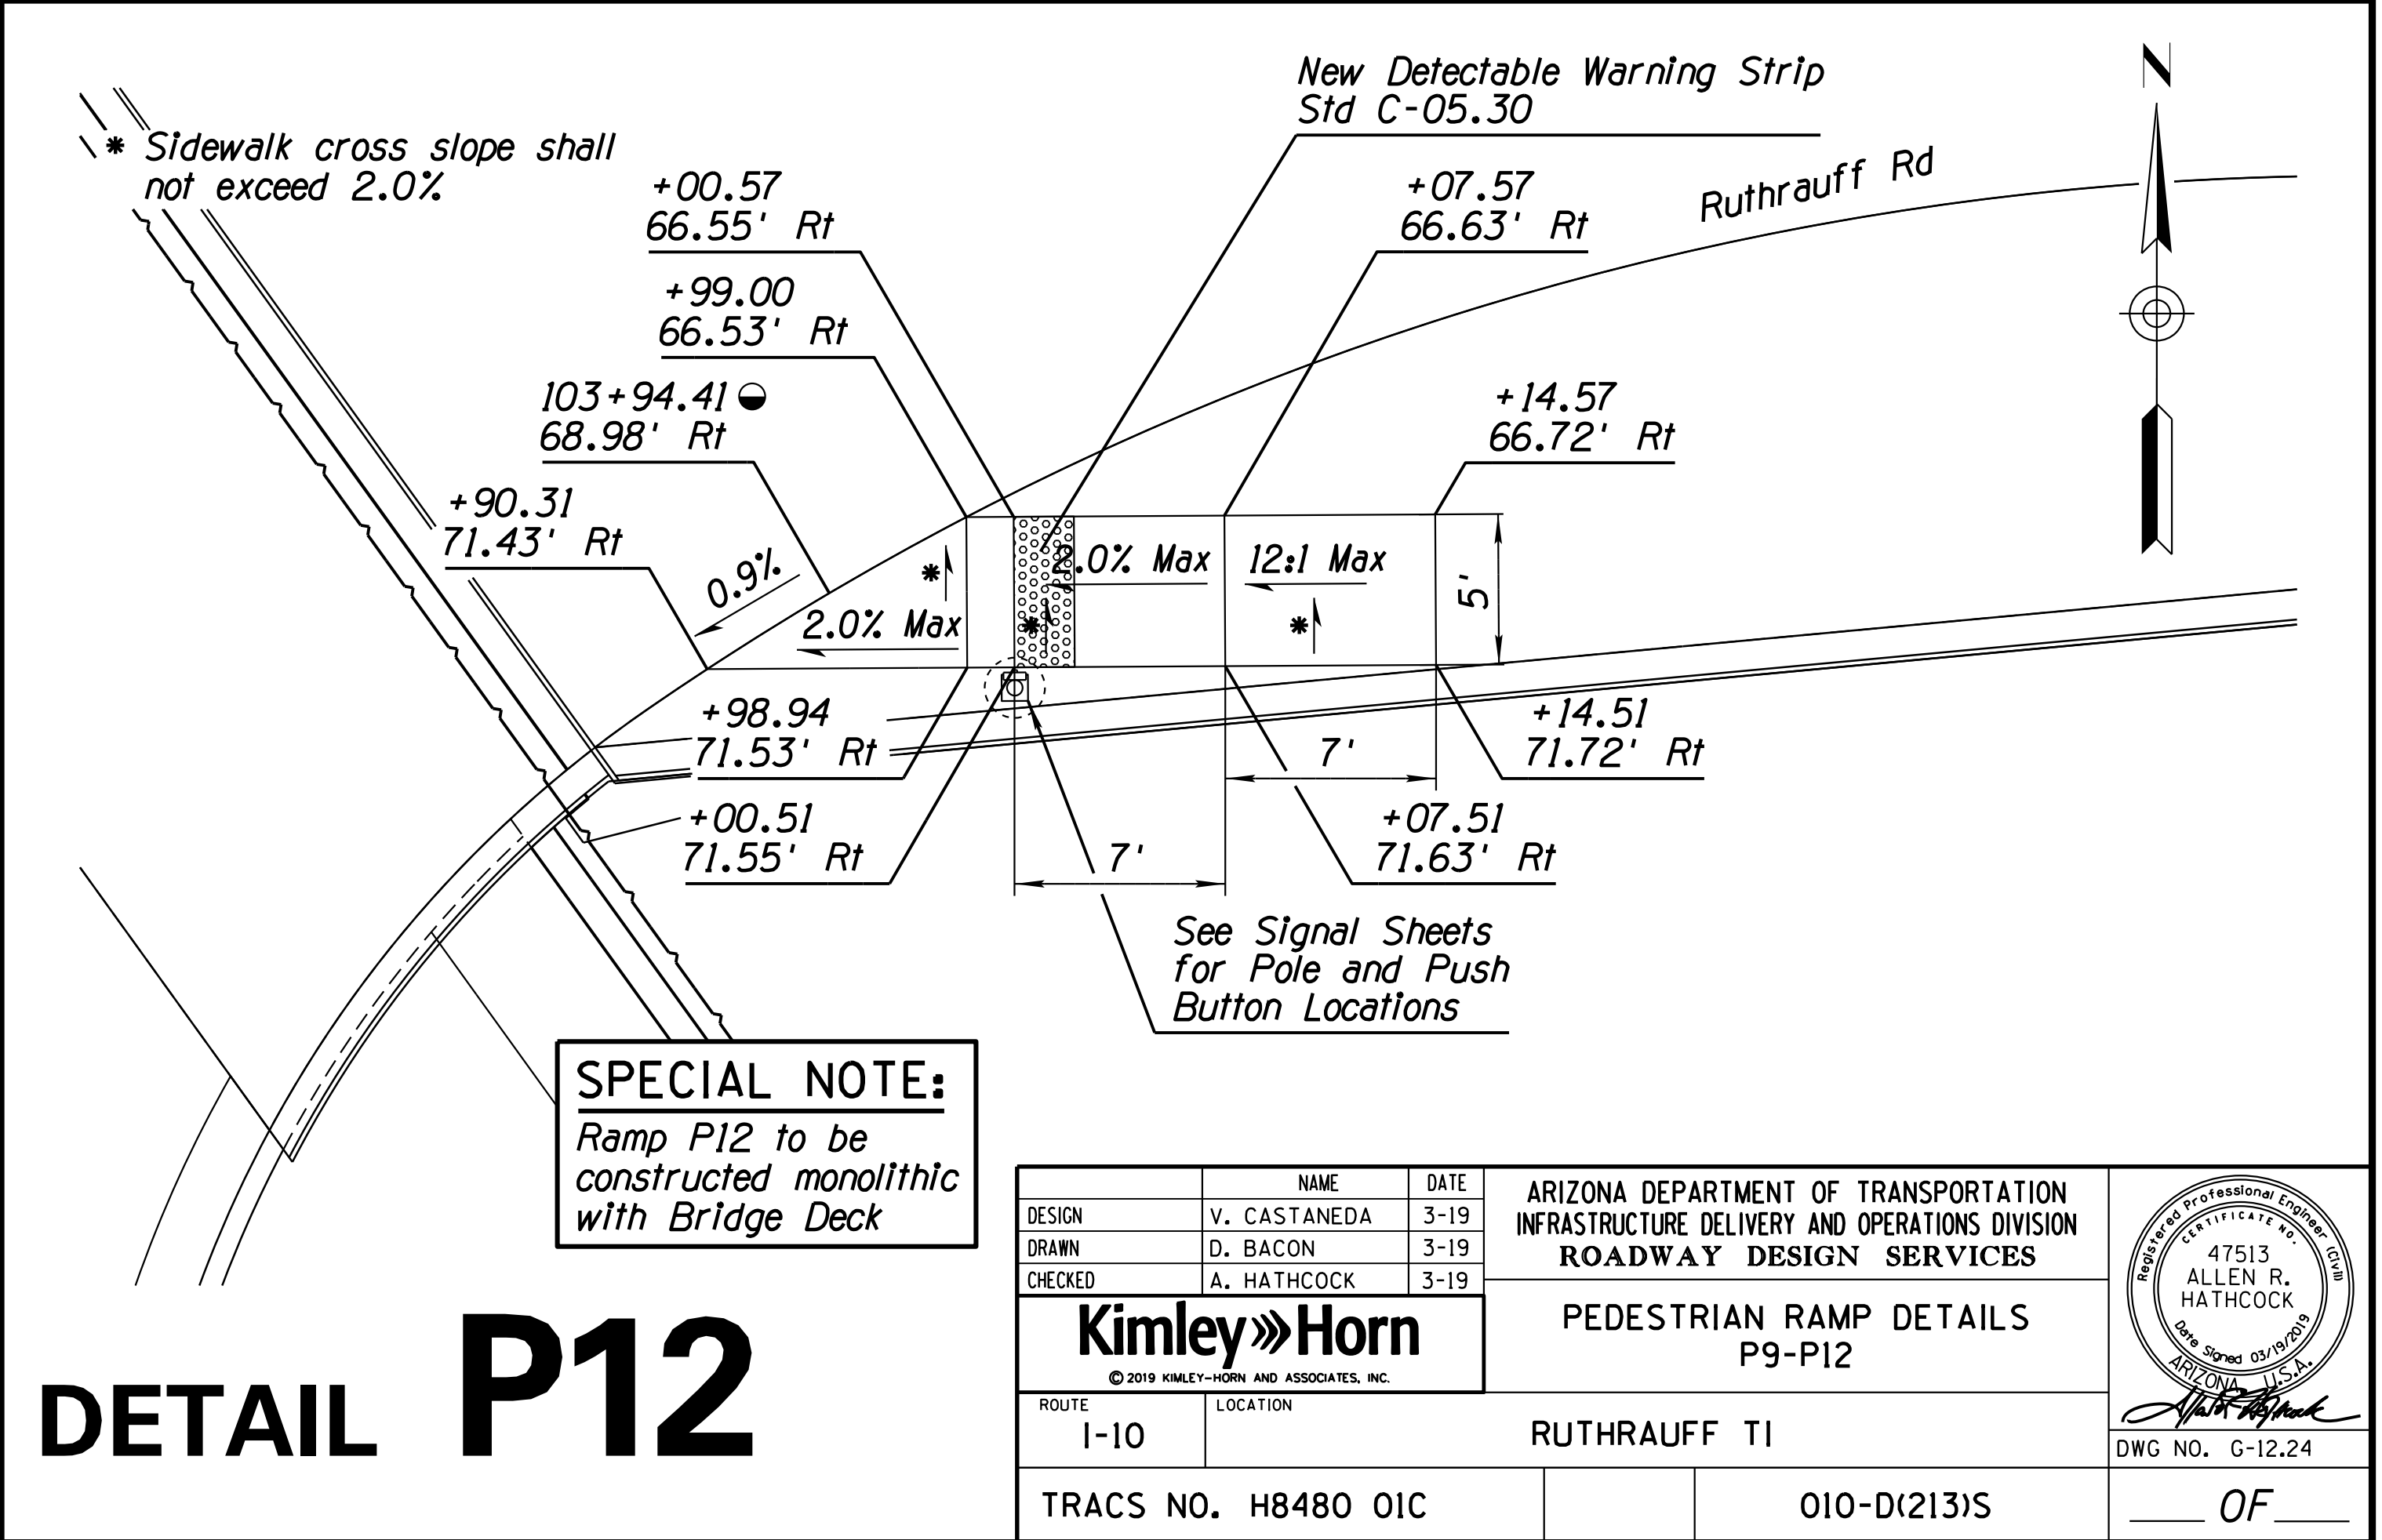 New Detectable Warning Strip
Std C-05.30
N
* Sidewalk cross slope shall
not exceed 2.0%
Ruthrauff Rd
+00.57
66.55' Rt
+07.57
66.63' Rt
+99.00
66.53' Rt
103+94.41
68.98' Rt
+14.57
66.72' Rt
+90.31
71.43' Rt
0.9%
2.0% Max
*
2.0% Max
*
12:1 Max
*
5'
+98.94
71.53' Rt
+14.51
71.72' Rt
7'
+00.51
71.55' Rt
7'
+07.51
71.63' Rt
See Signal Sheets
for Pole and Push
Button Locations
SPECIAL NOTE:
Ramp P12 to be
constructed monolithic
with Bridge Deck
DETAIL P12
NAME DATE
DESIGN V. CASTANEDA 3-19
DRAWN D. BACON 3-19
CHECKED A. HATHCOCK 3-19
Kimley Horn
© 2019 KIMLEY-HORN AND ASSOCIATES, INC.
ARIZONA DEPARTMENT OF TRANSPORTATION
INFRASTRUCTURE DELIVERY AND OPERATIONS DIVISION
ROADWAY DESIGN SERVICES
PEDESTRIAN RAMP DETAILS
P9-P12
Registered Professional Engineer (Civil)
CERTIFICATE NO.
47513
ALLEN R.
HATHCOCK
Date Signed 03/19/2019
ARIZONA U.S.A.
ROUTE
I-10
LOCATION
RUTHRAUFF TI
DWG NO. G-12.24
TRACS NO. H8480 01C
010-D(213)S
OF